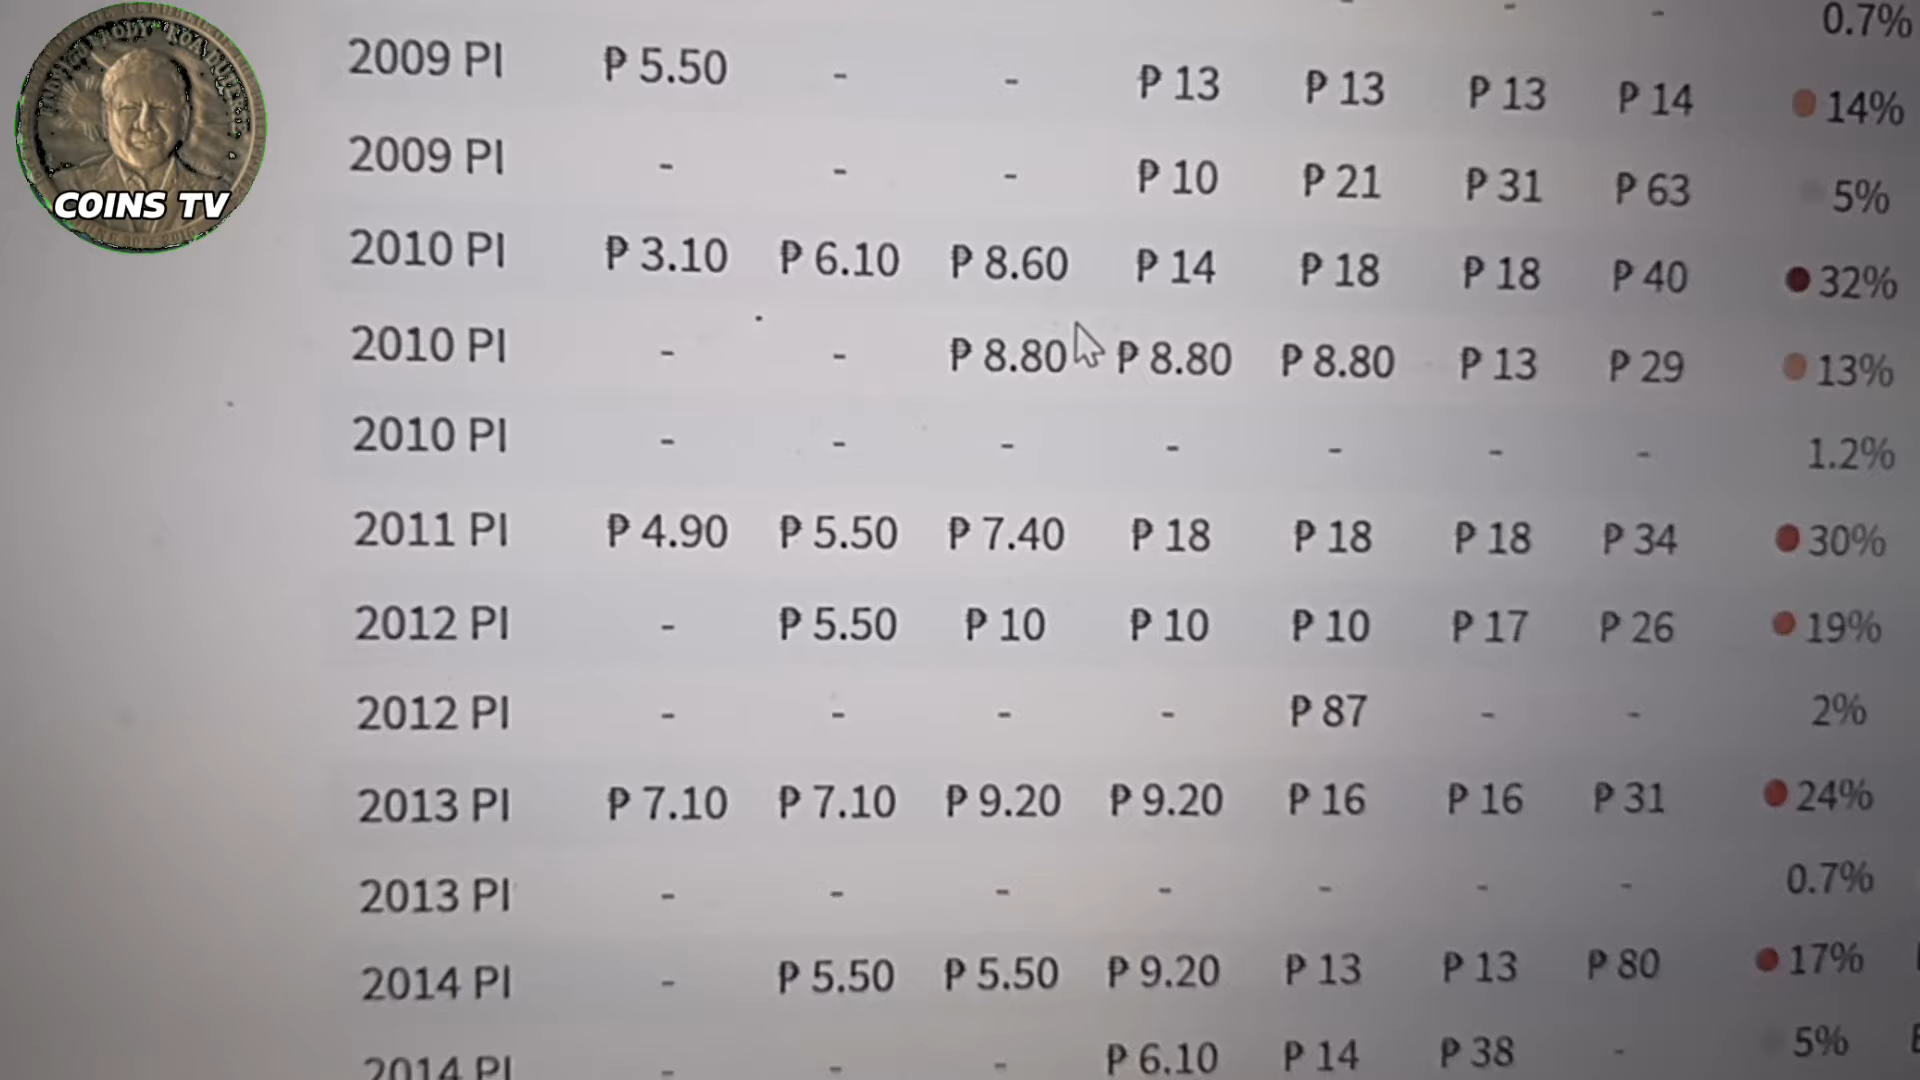 COINS TV
0.7%
2009 PI ₱ 5.50 - - ₱ 13 ₱ 13 ₱ 13 ₱ 14 14%
2009 PI - - - ₱ 10 ₱ 21 ₱ 31 ₱ 63 5%
2010 PI ₱ 3.10 ₱ 6.10 ₱ 8.60 ₱ 14 ₱ 18 ₱ 18 ₱ 40 32%
2010 PI - - ₱ 8.80 ₱ 8.80 ₱ 8.80 ₱ 13 ₱ 29 13%
2010 PI - - - - - - - 1.2%
2011 PI ₱ 4.90 ₱ 5.50 ₱ 7.40 ₱ 18 ₱ 18 ₱ 18 ₱ 34 30%
2012 PI - ₱ 5.50 ₱ 10 ₱ 10 ₱ 10 ₱ 17 ₱ 26 19%
2012 PI - - - - ₱ 87 - - 2%
2013 PI ₱ 7.10 ₱ 7.10 ₱ 9.20 ₱ 9.20 ₱ 16 ₱ 16 ₱ 31 24%
2013 PI - - - - - - - 0.7%
2014 PI - ₱ 5.50 ₱ 5.50 ₱ 9.20 ₱ 13 ₱ 13 ₱ 80 17%
2014 PI - - - ₱ 6.10 ₱ 14 ₱ 38 - 5%